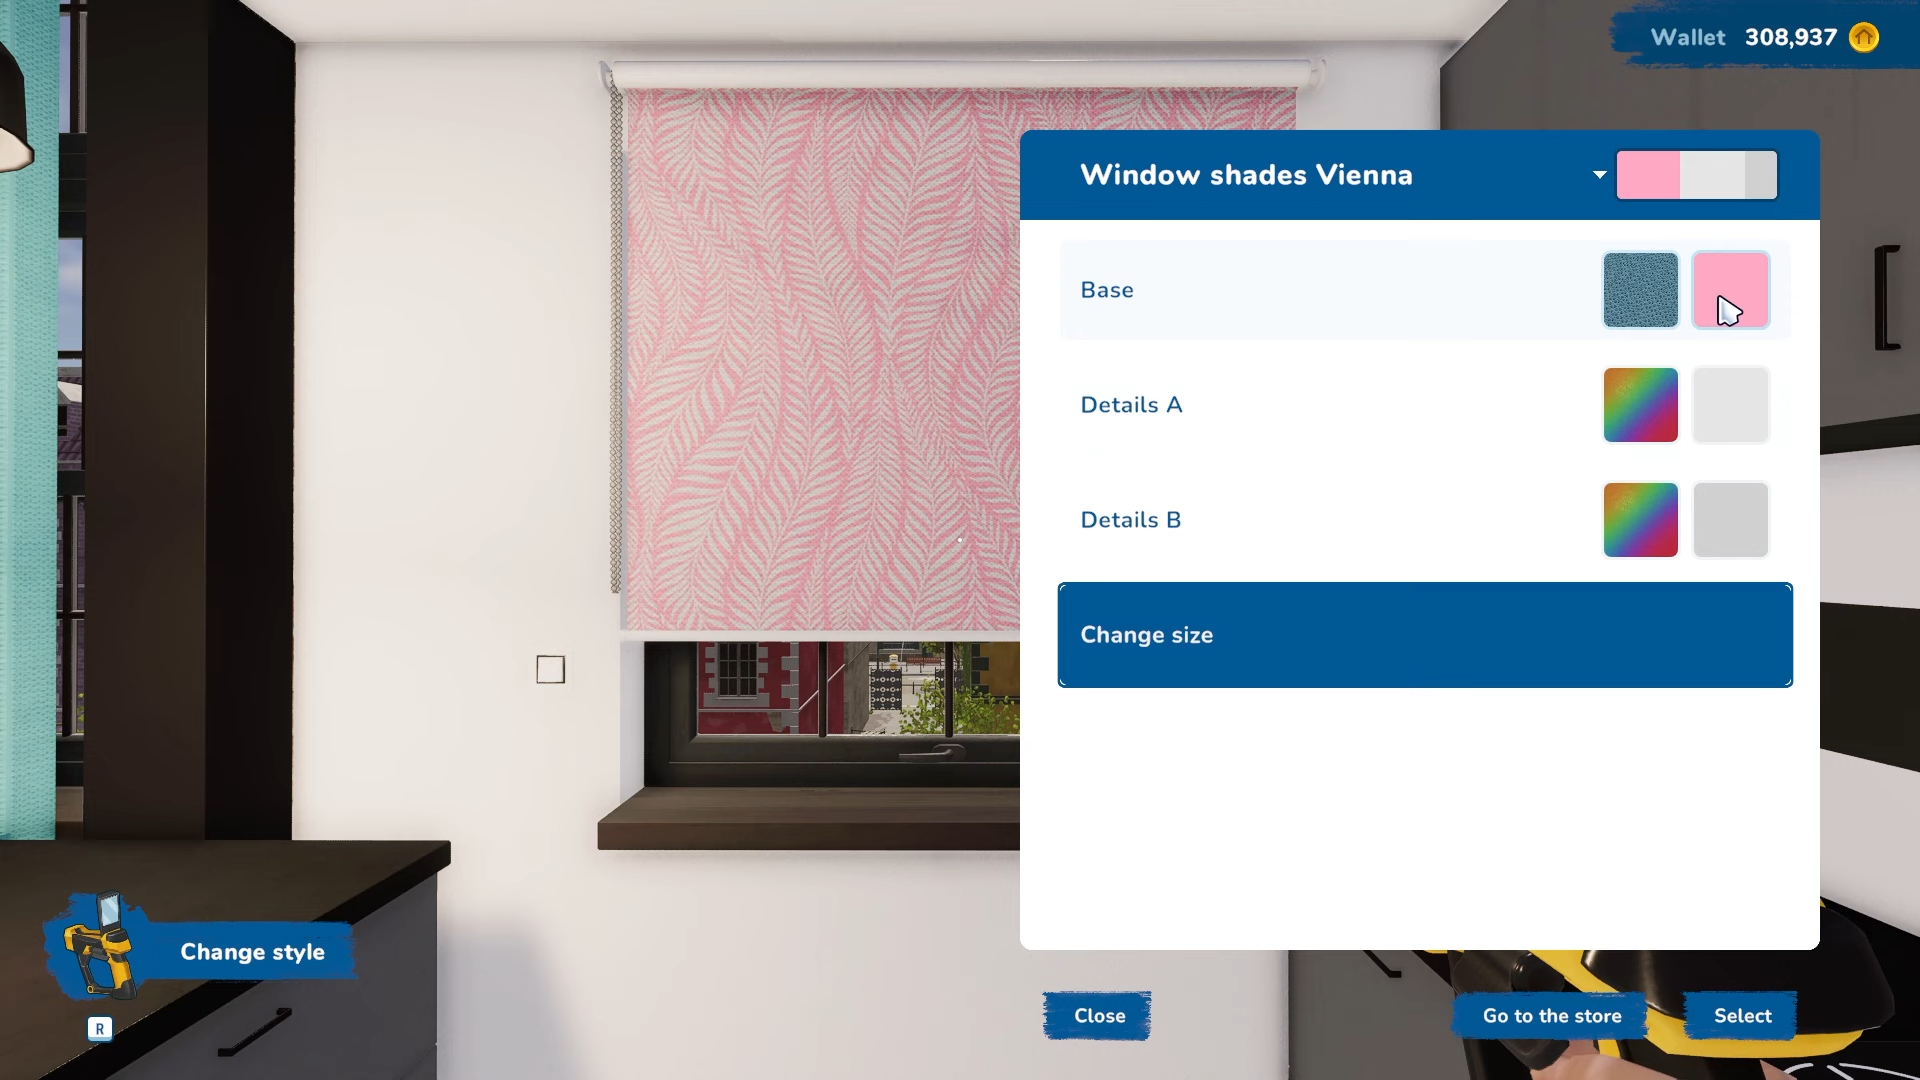 Wallet 308,937
Window shades Vienna
Base
Details A
Details B
Change size
Change style
R
Close
Go to the store
Select